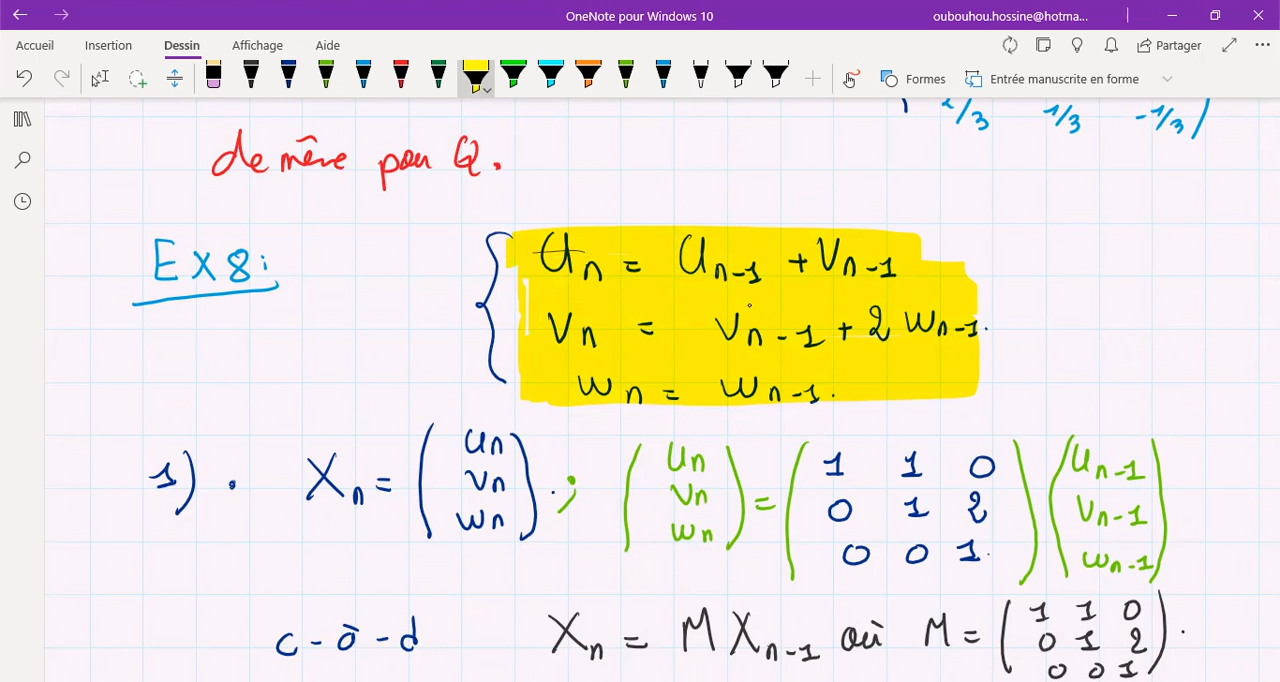 OneNote pour Windows 10
oubouhou.hossine@hotma...
Accueil Insertion Dessin Affichage Aide
Partager
Formes Entrée manuscrite en forme
2/3 1/3 -1/3
de même pour Q.
EX8:
Un = Un-1 + Vn-1
Vn = Vn-1 + 2 Wn-1.
Wn = Wn-1.
1) . Xn = (un vn wn) . ; (un vn wn) = (1 1 0 0 1 2 0 0 1.) (un-1 vn-1 wn-1)
c-à-d Xn = M Xn-1 où M = (1 1 0 0 1 2 0 0 1) .